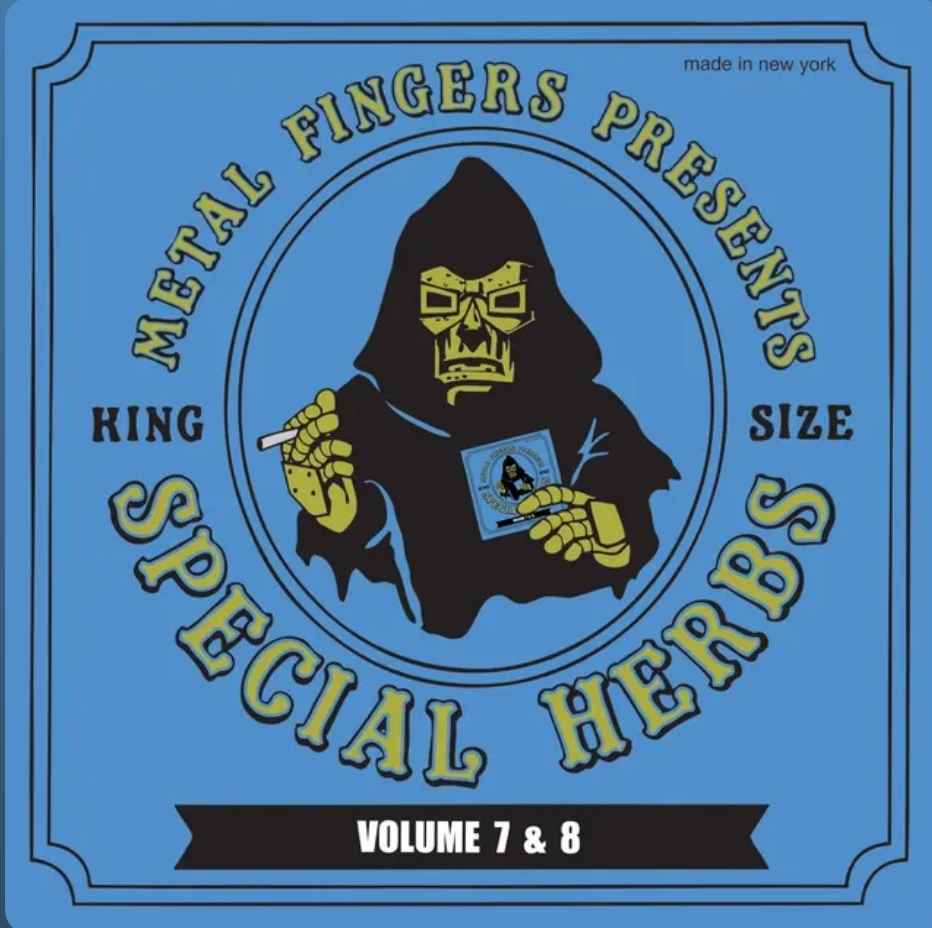 made in new york
METAL FINGERS PRESENTS
KING SIZE
SPECIAL HERBS
VOLUME 7 & 8